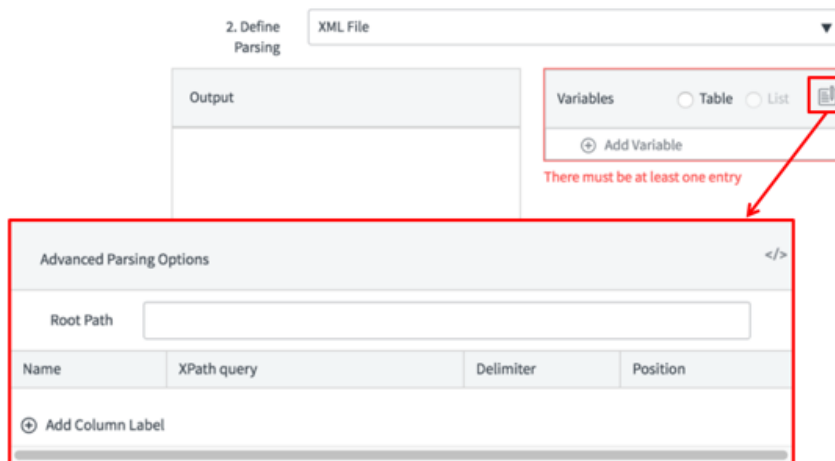 2. Define
Parsing
XML File
Output
Variables
Table
List
Add Variable
There must be at least one entry
Advanced Parsing Options
</>
Root Path
Name
XPath query
Delimiter
Position
Add Column Label